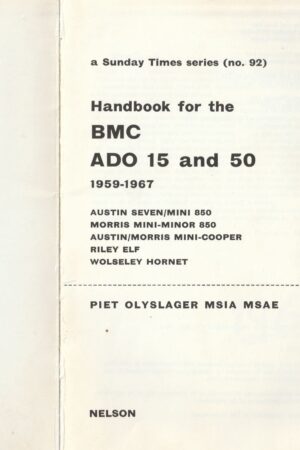 a Sunday Times series (no. 92)
Handbook for the
BMC
ADO 15 and 50
1959-1967
AUSTIN SEVEN/MINI 850
MORRIS MINI-MINOR 850
AUSTIN/MORRIS MINI-COOPER
RILEY ELF
WOLSELEY HORNET
PIET OLYSLAGER MSIA MSAE
NELSON